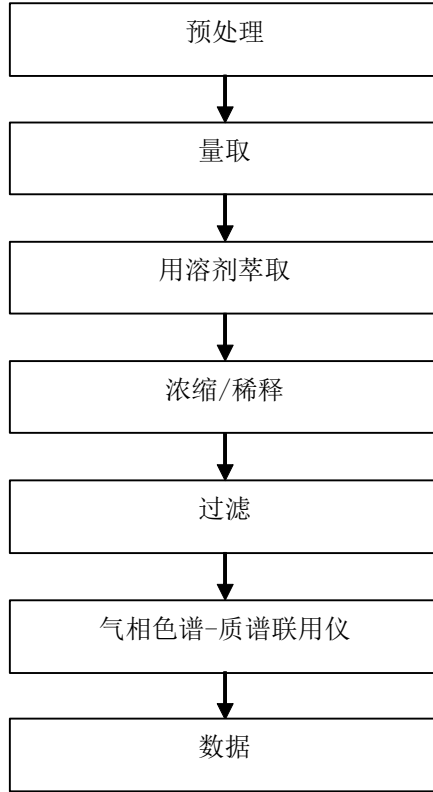 预处理
量取
用溶剂萃取
浓缩/稀释
过滤
气相色谱-质谱联用仪
数据